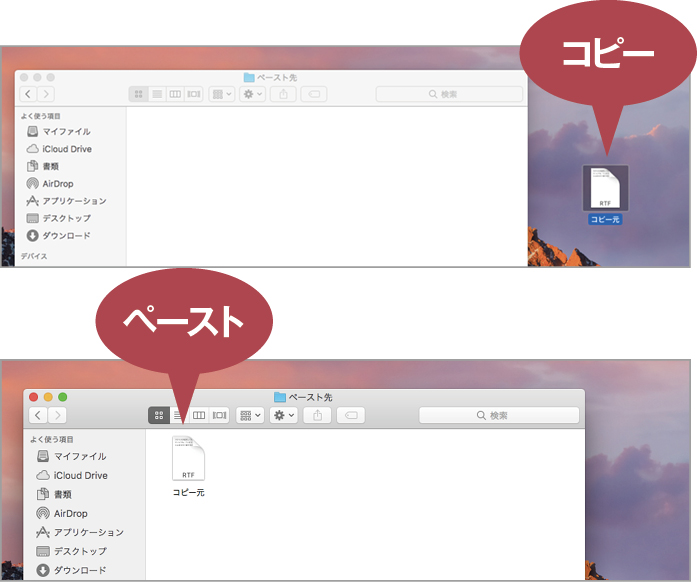 コピー
ペースト先
検索
よく使う項目
マイファイル
iCloud Drive
書類
AirDrop
アプリケーション
デスクトップ
ダウンロード
デバイス
RTF
コピー元
ペースト
ペースト先
検索
よく使う項目
マイファイル
iCloud Drive
書類
AirDrop
アプリケーション
デスクトップ
ダウンロード
RTF
コピー元